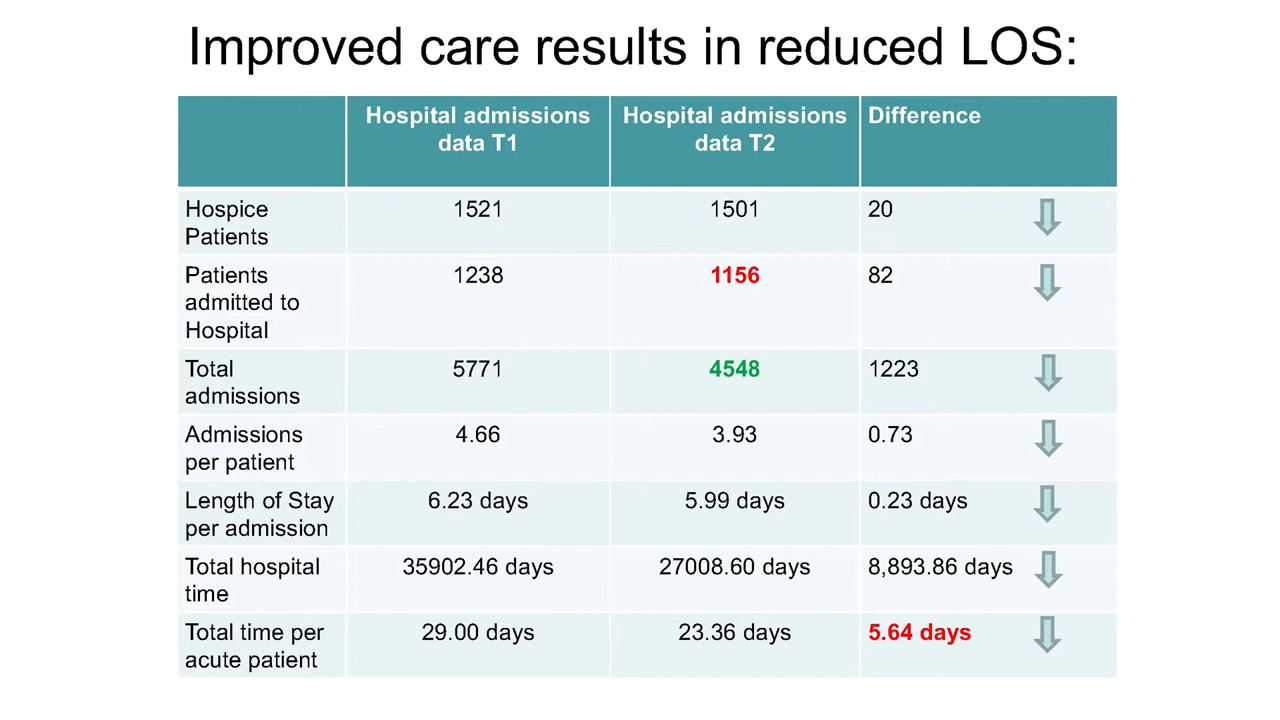 Improved care results in reduced LOS:
Hospital admissions
data T1
Hospital admissions
data T2
Difference
Hospice
Patients
1521
1501
20
Patients
admitted to
Hospital
1238
1156
82
Total
admissions
5771
4548
1223
Admissions
per patient
4.66
3.93
0.73
Length of Stay
per admission
6.23 days
5.99 days
0.23 days
Total hospital
time
35902.46 days
27008.60 days
8,893.86 days
Total time per
acute patient
29.00 days
23.36 days
5.64 days